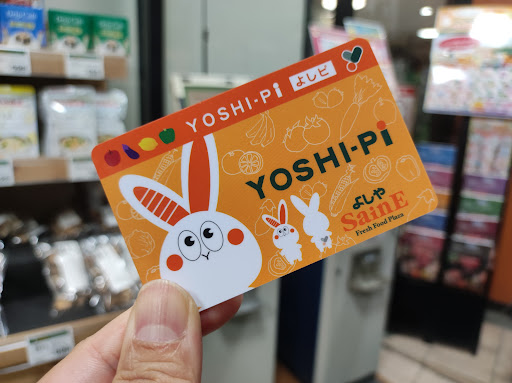 YOSHI-Pi よしピ
YOSHI-Pi
よしや
SainE
Fresh Food Plaza